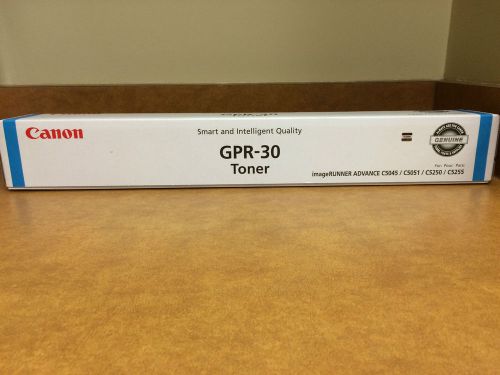 Canon
Smart and Intelligent Quality
GPR-30
Toner
GENUINE
imageRUNNER ADVANCE C5045 / C5051 / C5250 / C5255